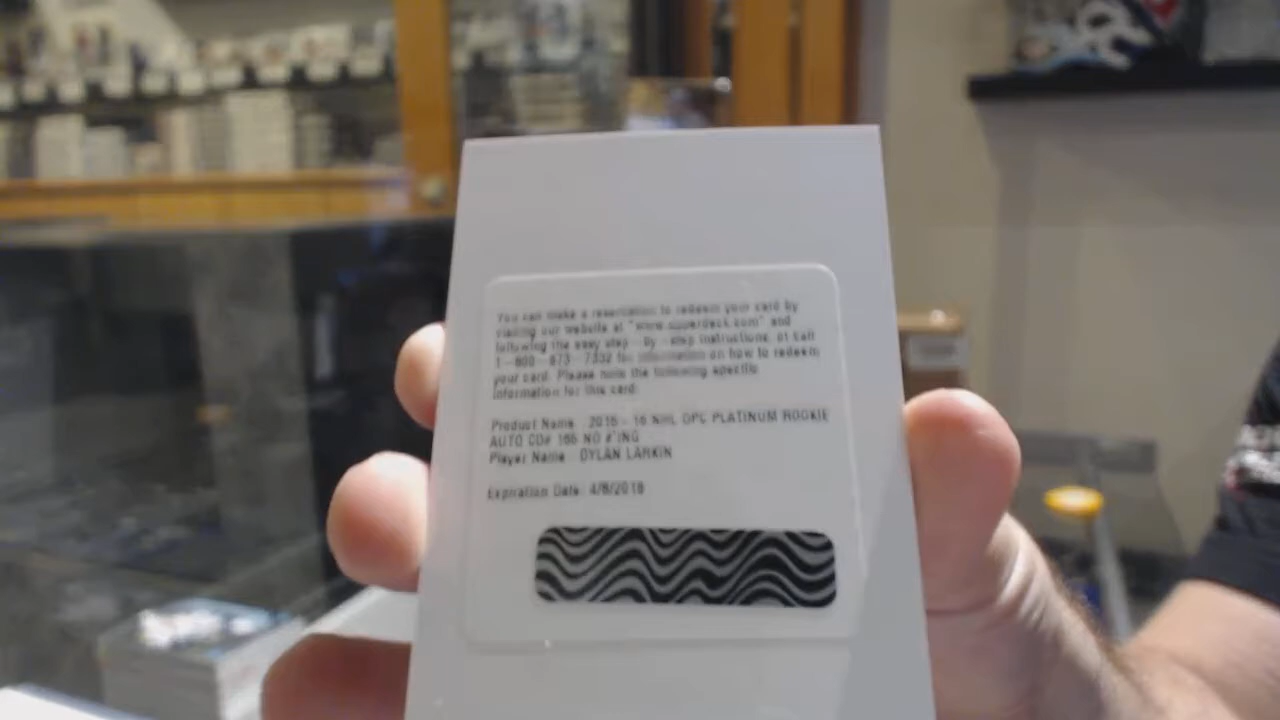 You can make a reservation to redeem your card by
visiting our website at "www.upperdeck.com" and
following the easy step - by - step instructions, or call
1 - 800 - 873 - 7332 for information on how to redeem
your card. Please note the following specific
information for this card:
Product Name : 2015 - 16 NHL OPC PLATINUM ROOKIE
AUTO CD# 166 NO #'ING
Player Name : DYLAN LARKIN
Expiration Date: 4/6/2018